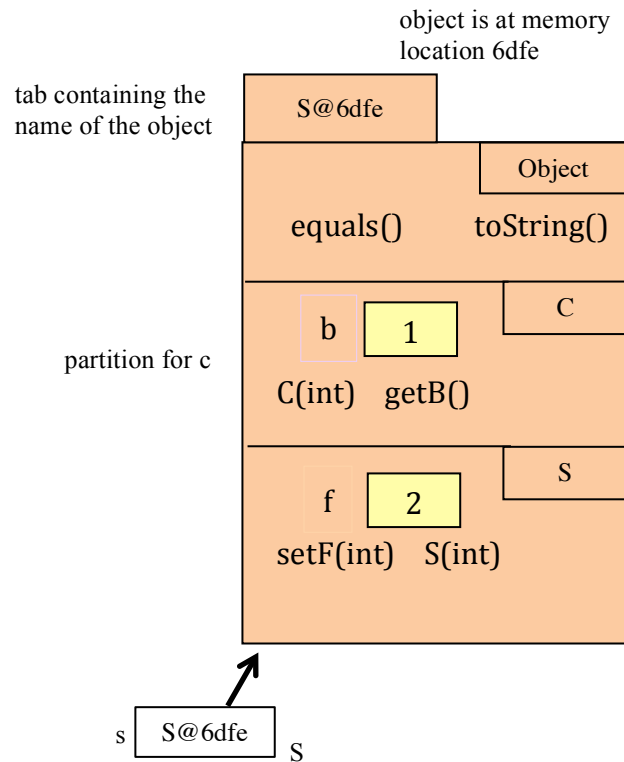 object is at memory
location 6dfe
tab containing the
name of the object
S@6dfe
Object
equals() toString()
C
b 1
partition for c
C(int) getB()
S
f 2
setF(int) S(int)
s S@6dfe S